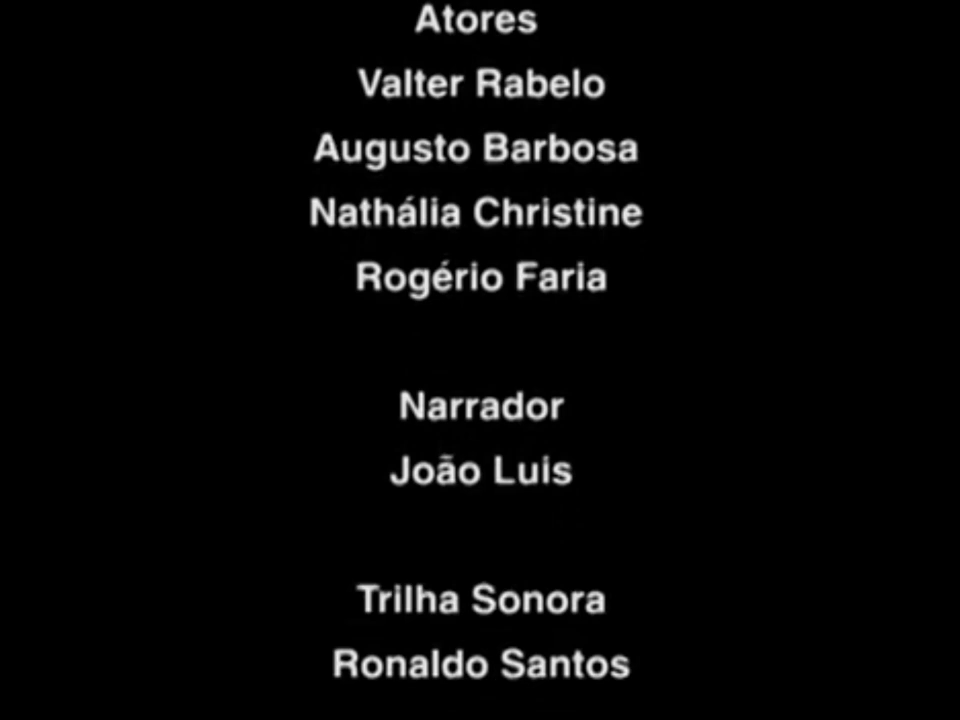 Atores
Valter Rabelo
Augusto Barbosa
Nathália Christine
Rogério Faria
Narrador
João Luis
Trilha Sonora
Ronaldo Santos